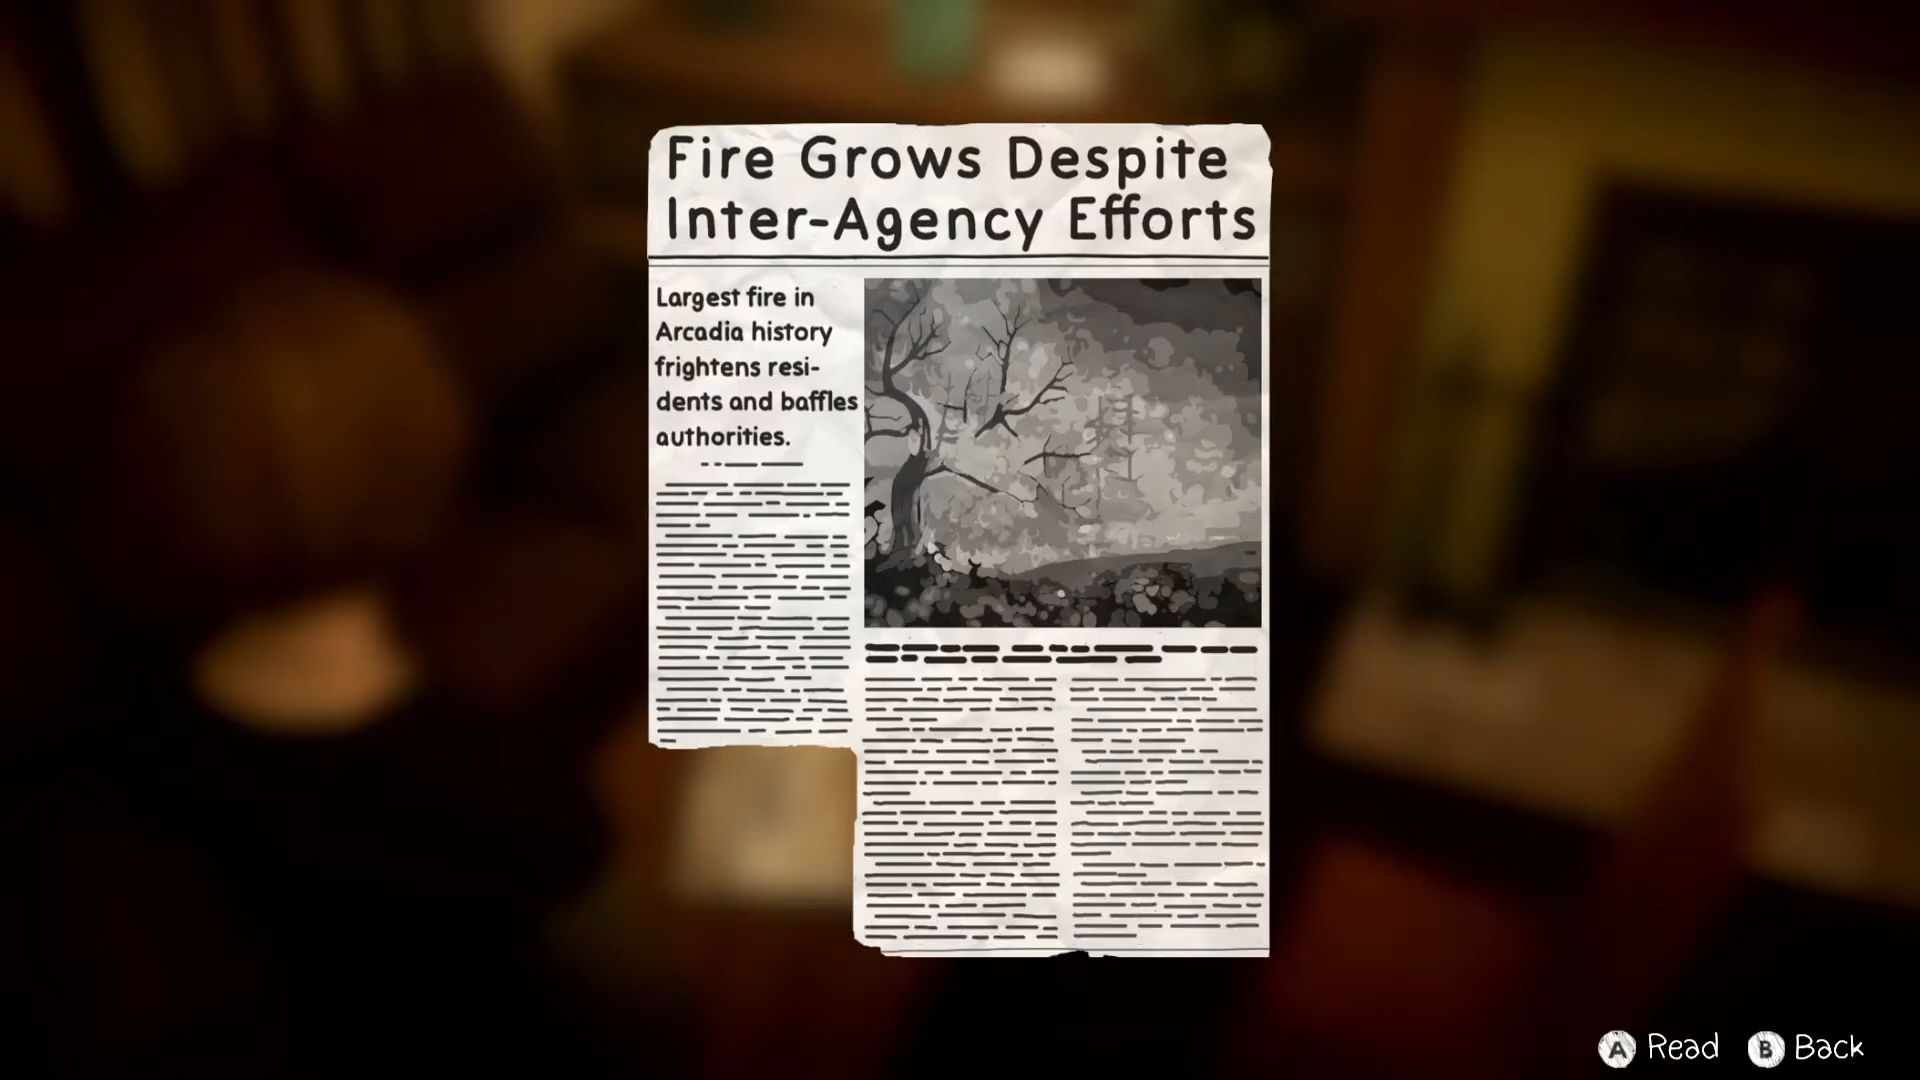 Fire Grows Despite
Inter-Agency Efforts
Largest fire in
Arcadia history
frightens resi-
dents and baffles
authorities.
A Read B Back